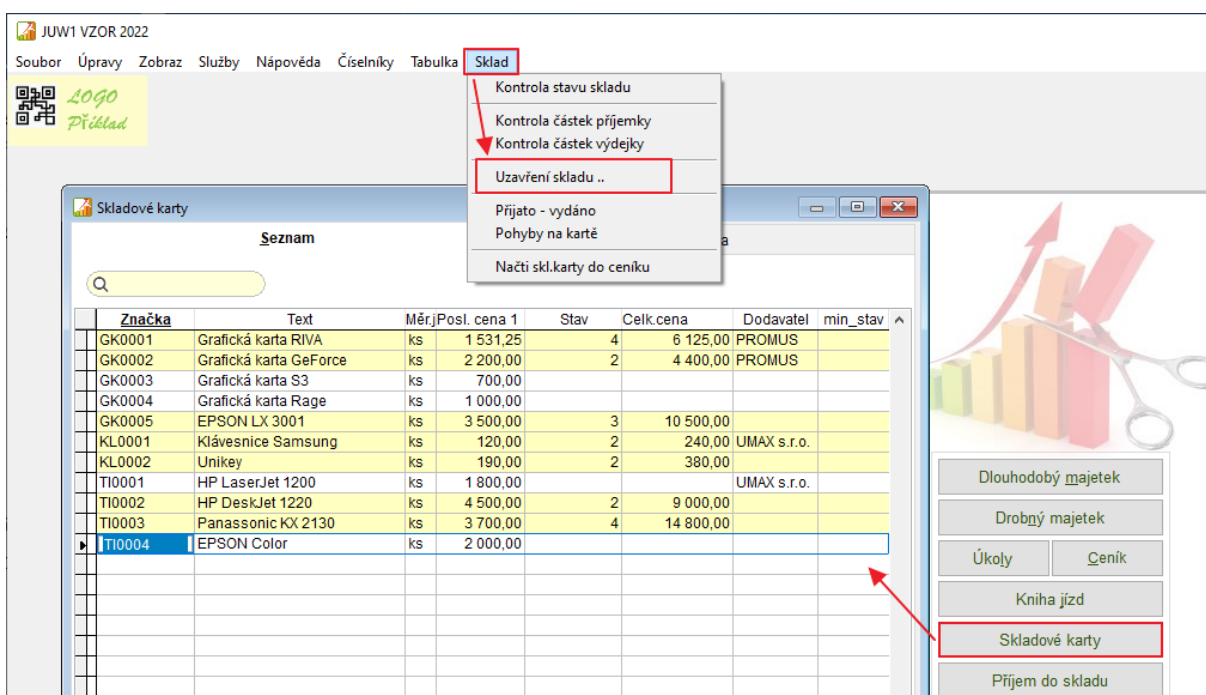 JUW1 VZOR 2022
Soubor Úpravy Zobraz Služby Nápověda Číselníky Tabulka Sklad
LOGO
Příklad
Kontrola stavu skladu
Kontrola částek příjemky
Kontrola částek výdejky
Uzavření skladu ..
Přijato - vydáno
Pohyby na kartě
Načti skl.karty do ceníku
Skladové karty
Seznam
a
Značka Text Měr.j Posl. cena 1 Stav Celk.cena Dodavatel min_stav
GK0001 Grafická karta RIVA ks 1 531,25 4 6 125,00 PROMUS
GK0002 Grafická karta GeForce ks 2 200,00 2 4 400,00 PROMUS
GK0003 Grafická karta S3 ks 700,00
GK0004 Grafická karta Rage ks 1 000,00
GK0005 EPSON LX 3001 ks 3 500,00 3 10 500,00
KL0001 Klávesnice Samsung ks 120,00 2 240,00 UMAX s.r.o.
KL0002 Unikey ks 190,00 2 380,00
TI0001 HP LaserJet 1200 ks 1 800,00 UMAX s.r.o.
TI0002 HP DeskJet 1220 ks 4 500,00 2 9 000,00
TI0003 Panassonic KX 2130 ks 3 700,00 4 14 800,00
TI0004 EPSON Color ks 2 000,00
Dlouhodobý majetek
Drobný majetek
Úkoly Ceník
Kniha jízd
Skladové karty
Příjem do skladu